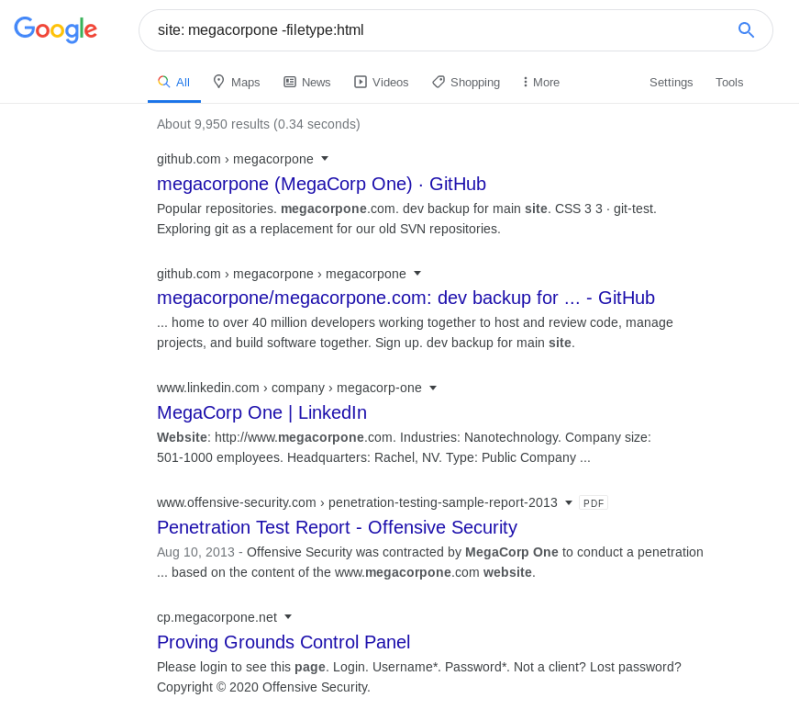 Google
site: megacorpone -filetype:html
All Maps News Videos Shopping More Settings Tools
About 9,950 results (0.34 seconds)
github.com › megacorpone
megacorpone (MegaCorp One) · GitHub
Popular repositories. megacorpone.com. dev backup for main site. CSS 3 3 · git-test.
Exploring git as a replacement for our old SVN repositories.
github.com › megacorpone › megacorpone
megacorpone/megacorpone.com: dev backup for ... - GitHub
... home to over 40 million developers working together to host and review code, manage
projects, and build software together. Sign up. dev backup for main site.
www.linkedin.com › company › megacorp-one
MegaCorp One | LinkedIn
Website: http://www.megacorpone.com. Industries: Nanotechnology. Company size:
501-1000 employees. Headquarters: Rachel, NV. Type: Public Company ...
www.offensive-security.com › penetration-testing-sample-report-2013 PDF
Penetration Test Report - Offensive Security
Aug 10, 2013 - Offensive Security was contracted by MegaCorp One to conduct a penetration
... based on the content of the www.megacorpone.com website.
cp.megacorpone.net
Proving Grounds Control Panel
Please login to see this page. Login. Username*. Password*. Not a client? Lost password?
Copyright © 2020 Offensive Security.